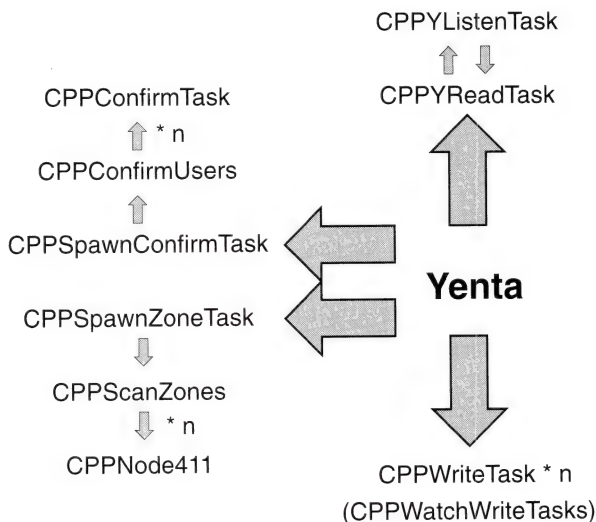 CPPYListenTask
CPPYReadTask
CPPConfirmTask
* n
CPPConfirmUsers
CPPSpawnConfirmTask
Yenta
CPPSpawnZoneTask
CPPScanZones
* n
CPPNode411
CPPWriteTask * n
(CPPWatchWriteTasks)